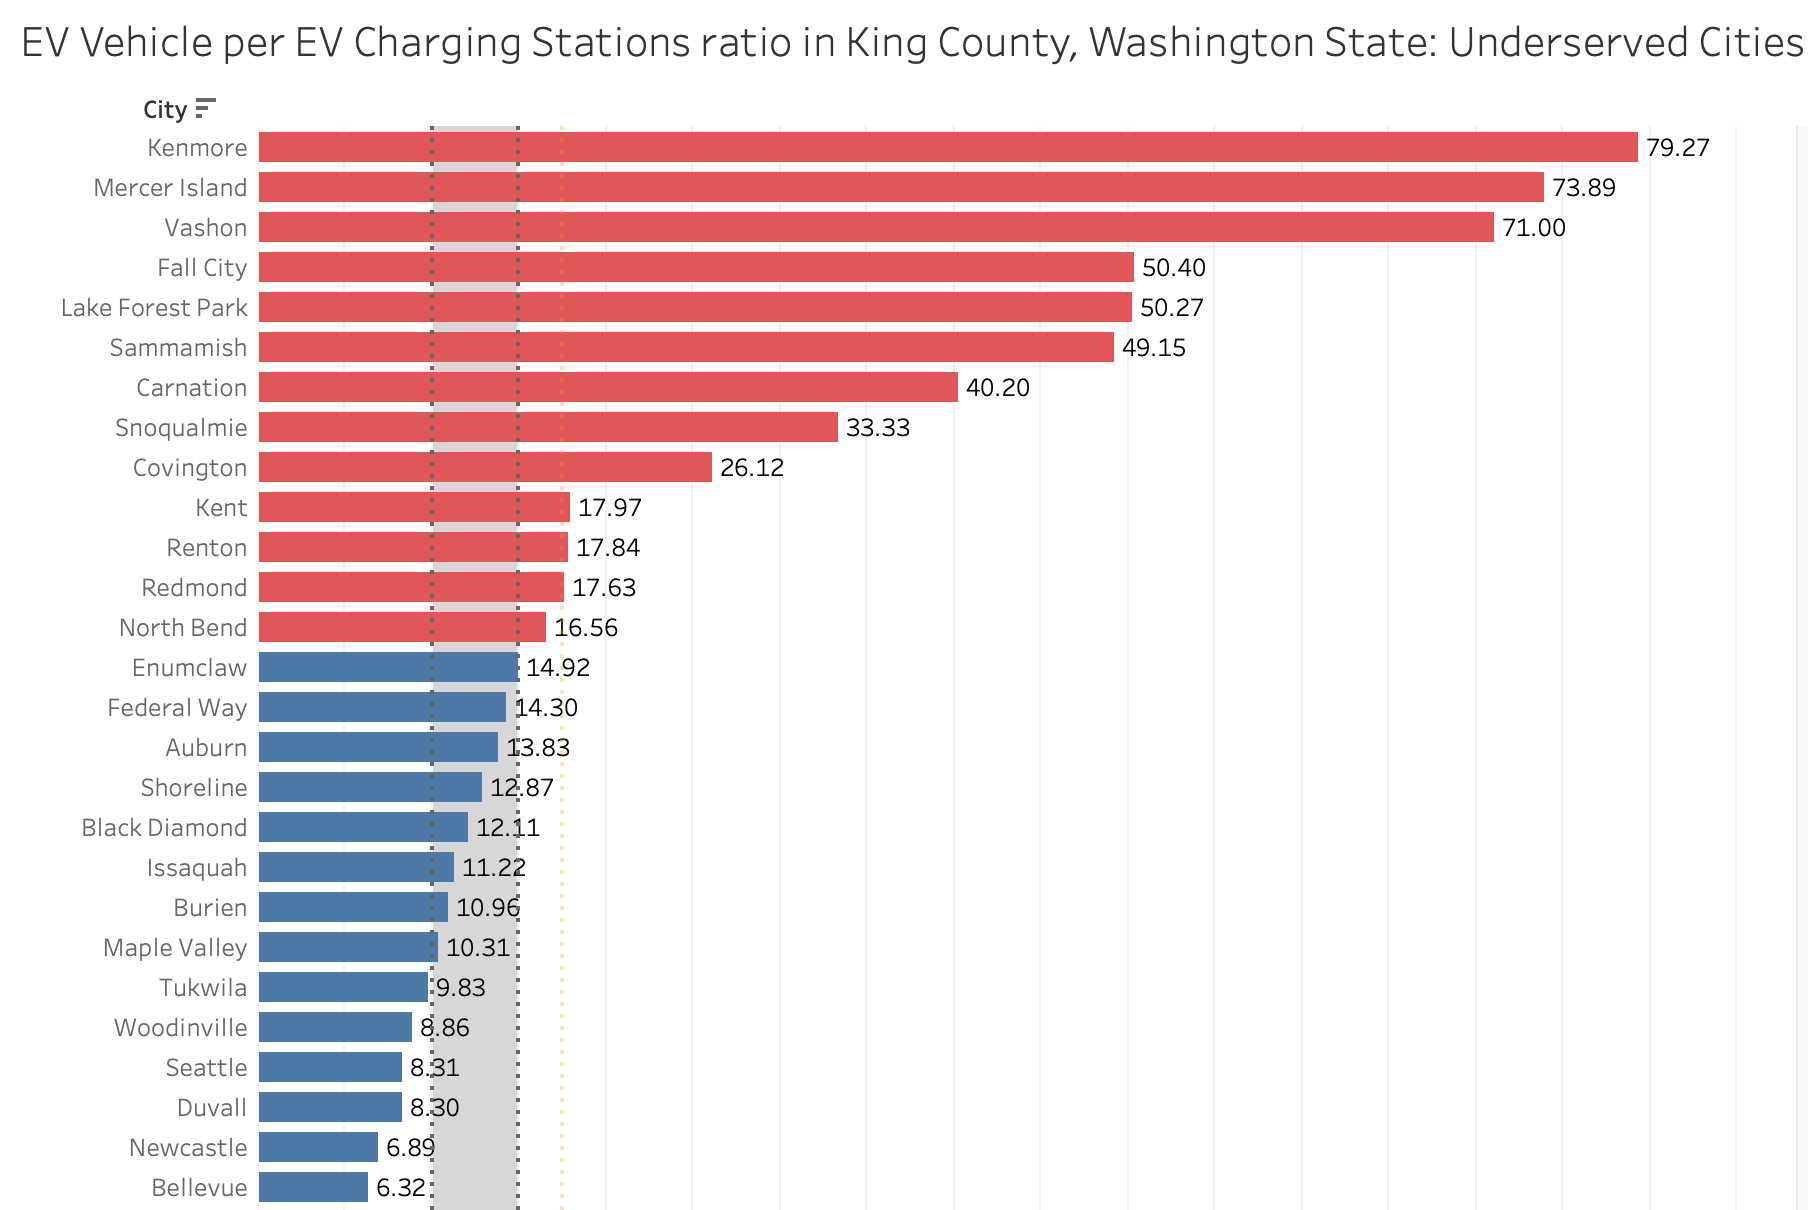 EV Vehicle per EV Charging Stations ratio in King County, Washington State: Underserved Cities
City
Kenmore 79.27
Mercer Island 73.89
Vashon 71.00
Fall City 50.40
Lake Forest Park 50.27
Sammamish 49.15
Carnation 40.20
Snoqualmie 33.33
Covington 26.12
Kent 17.97
Renton 17.84
Redmond 17.63
North Bend 16.56
Enumclaw 14.92
Federal Way 14.30
Auburn 13.83
Shoreline 12.87
Black Diamond 12.11
Issaquah 11.22
Burien 10.96
Maple Valley 10.31
Tukwila 9.83
Woodinville 8.86
Seattle 8.31
Duvall 8.30
Newcastle 6.89
Bellevue 6.32